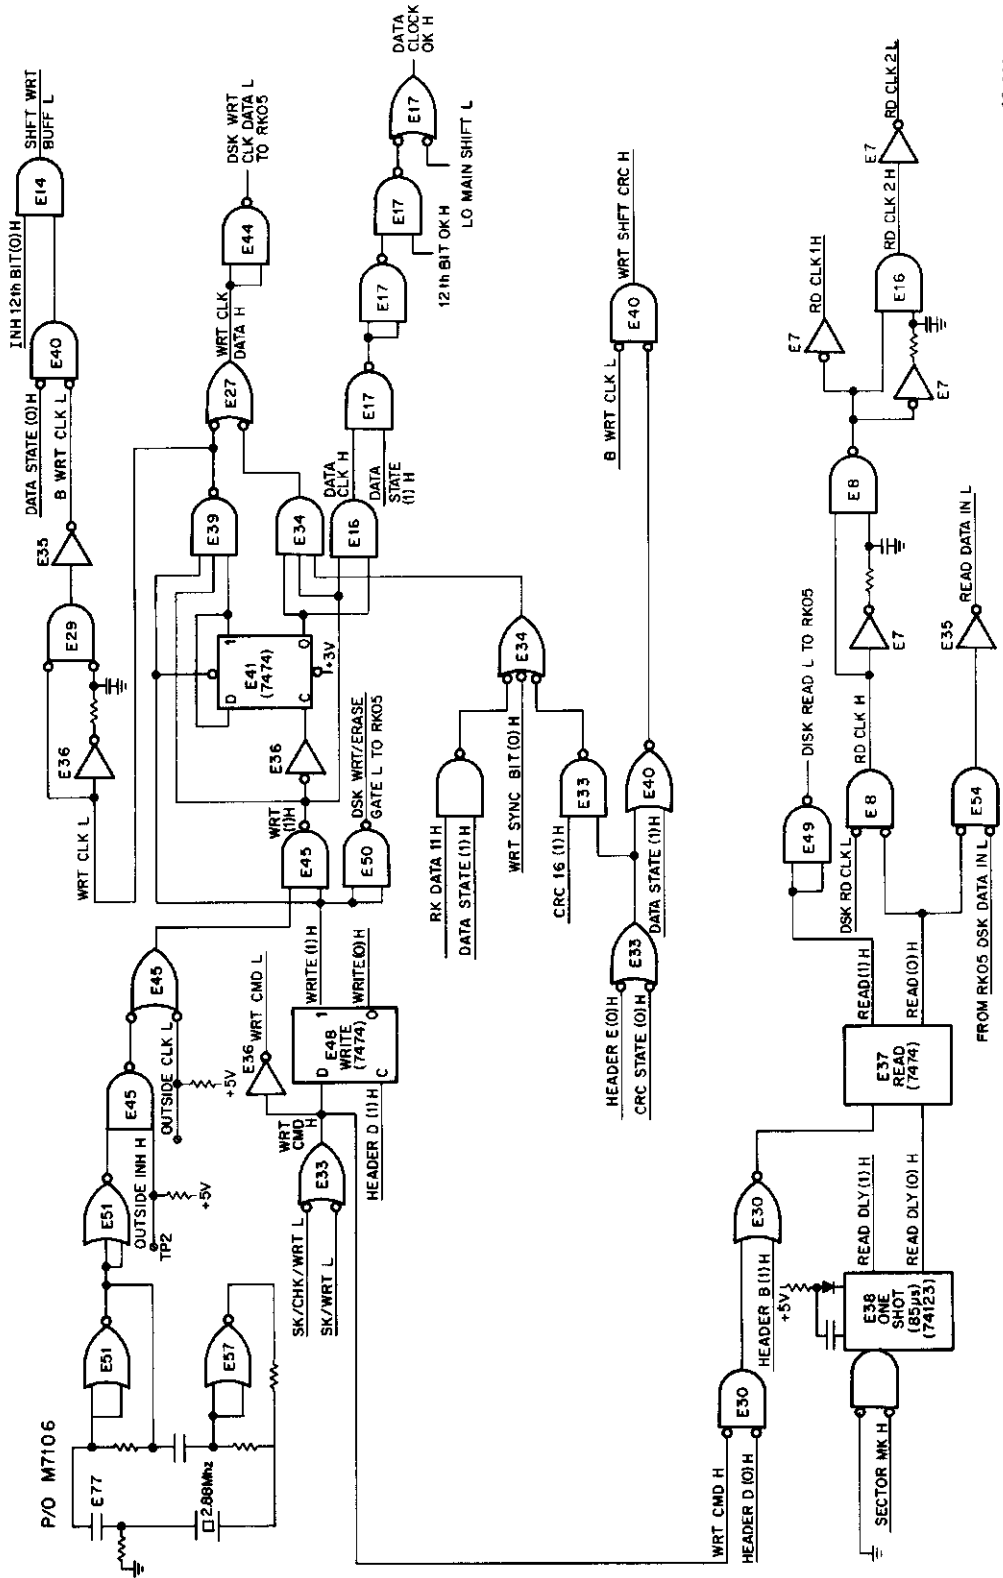 P/O M7106
E77
2.88Mhz
E51
E57
E51
OUTSIDE INH H
TP2
+5V
E45
OUTSIDE CLK L
+5V
E45
WRT CLK L
E36
E29
E35
DATA STATE (0) H
B WRT CLK L
E40
INH 12th BIT(0)H
E14
SHFT WRT
BUFF L
SK/CHK/WRT L
SK/WRT L
E33
WRT
CMD
H
E36
WRT CMD L
HEADER D (1) H
D
1
E48
WRITE
(7474)
C
0
WRITE (1) H
WRITE(0) H
E45
WRT
(1)H
E50
DSK WRT/ERASE
GATE L TO RK05
E36
D
1
E41
(7474)
C
0
+3V
E39
E34
E16
E27
WRT CLK
DATA H
E44
DSK WRT
CLK DATA L
TO RK05
DATA
CLK H
DATA
STATE
(1) H
E17
E17
12th BIT OK H
E17
LO MAIN SHIFT L
E17
DATA
CLOCK
OK H
RK DATA 11 H
DATA STATE (1) H
WRT SYNC BIT (0) H
CRC 16 (1) H
E33
E34
HEADER E (0) H
CRC STATE (0) H
E33
DATA STATE (1) H
E40
B WRT CLK L
E40
WRT SHFT CRC H
WRT CMD H
HEADER D (0) H
E30
HEADER B (1) H
E30
SECTOR MK H
+5V
E38
ONE
SHOT
(85µs)
(74123)
READ DLY (1) H
READ DLY (0) H
E37
READ
(7474)
READ (1) H
READ (0) H
E49
DISK READ L TO RK05
DSK RD CLK L
E8
RD CLK H
FROM RK05 DSK DATA IN L
E54
E35
READ DATA IN L
E7
E8
E7
RD CLK 1 H
E7
E16
RD CLK 2 H
E7
RD CLK 2 L